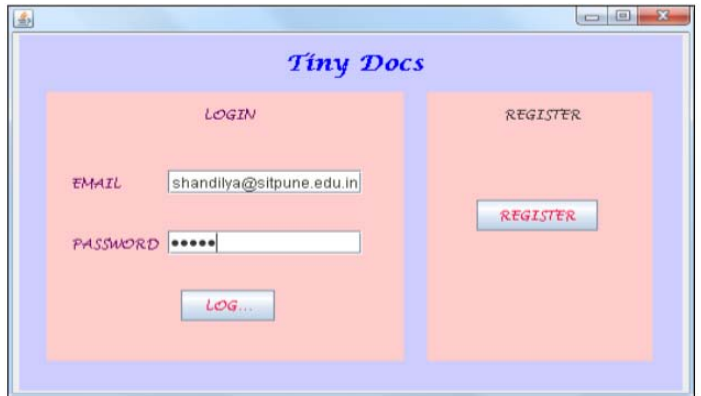 Tiny Docs
LOGIN
EMAIL shandilya@sitpune.edu.in
PASSWORD •••••
LOG...
REGISTER
REGISTER